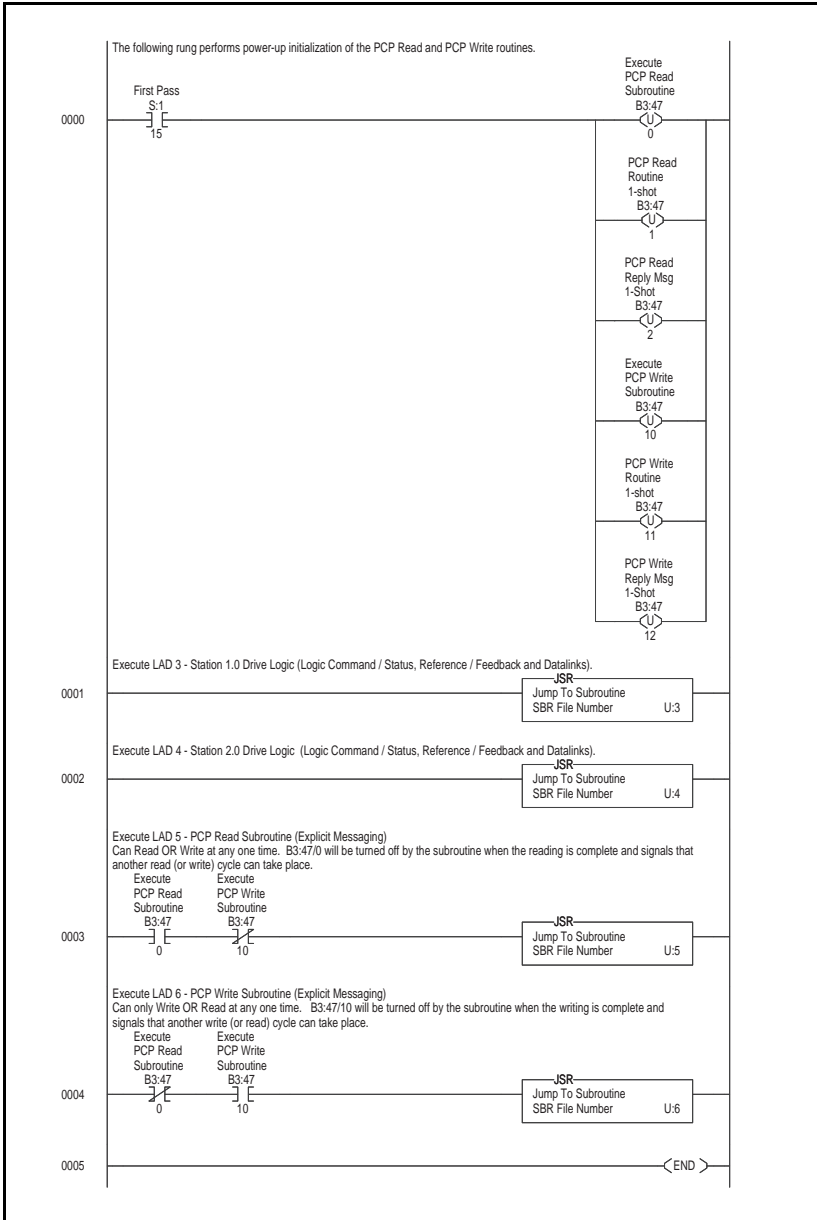 The following rung performs power-up initialization of the PCP Read and PCP Write routines.
Execute
PCP Read
Subroutine
B3:47
U
0
First Pass
S:1
15
0000
PCP Read
Routine
1-shot
B3:47
U
1
PCP Read
Reply Msg
1-Shot
B3:47
U
2
Execute
PCP Write
Subroutine
B3:47
U
10
PCP Write
Routine
1-shot
B3:47
U
11
PCP Write
Reply Msg
1-Shot
B3:47
U
12
Execute LAD 3 - Station 1.0 Drive Logic (Logic Command / Status, Reference / Feedback and Datalinks).
0001
JSR
Jump To Subroutine
SBR File Number U:3
Execute LAD 4 - Station 2.0 Drive Logic (Logic Command / Status, Reference / Feedback and Datalinks).
0002
JSR
Jump To Subroutine
SBR File Number U:4
Execute LAD 5 - PCP Read Subroutine (Explicit Messaging)
Can Read OR Write at any one time. B3:47/0 will be turned off by the subroutine when the reading is complete and signals that
another read (or write) cycle can take place.
Execute
PCP Read
Subroutine
B3:47
0
Execute
PCP Write
Subroutine
B3:47
10
0003
JSR
Jump To Subroutine
SBR File Number U:5
Execute LAD 6 - PCP Write Subroutine (Explicit Messaging)
Can only Write OR Read at any one time. B3:47/10 will be turned off by the subroutine when the writing is complete and
signals that another write (or read) cycle can take place.
Execute
PCP Read
Subroutine
B3:47
0
Execute
PCP Write
Subroutine
B3:47
10
0004
JSR
Jump To Subroutine
SBR File Number U:6
0005
END